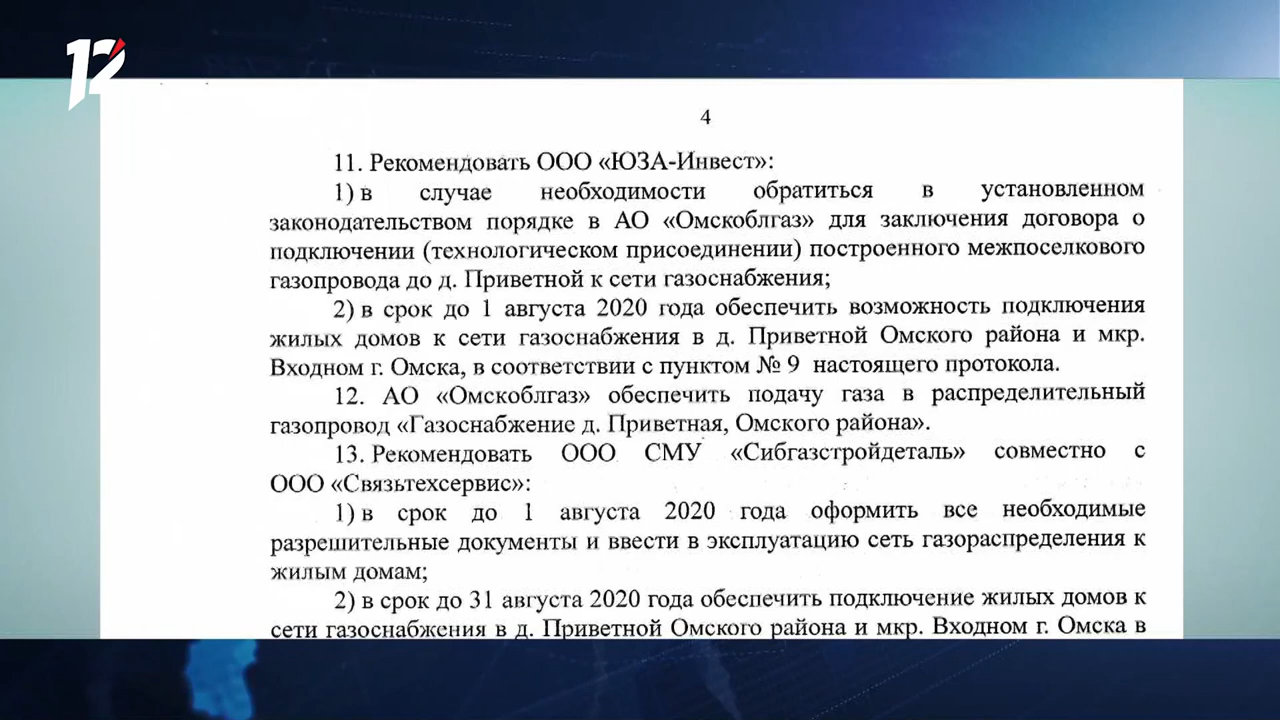 12
4
11. Рекомендовать ООО «ЮЗА-Инвест»:
1) в случае необходимости обратиться в установленном
законодательством порядке в АО «Омскоблгаз» для заключения договора о
подключении (технологическом присоединении) построенного межпоселкового
газопровода до д. Приветной к сети газоснабжения;
2) в срок до 1 августа 2020 года обеспечить возможность подключения
жилых домов к сети газоснабжения в д. Приветной Омского района и мкр.
Входном г. Омска, в соответствии с пунктом № 9 настоящего протокола.
12. АО «Омскоблгаз» обеспечить подачу газа в распределительный
газопровод «Газоснабжение д. Приветная, Омского района».
13. Рекомендовать ООО СМУ «Сибгазстройдеталь» совместно с
ООО «Связьтехсервис»:
1) в срок до 1 августа 2020 года оформить все необходимые
разрешительные документы и ввести в эксплуатацию сеть газораспределения к
жилым домам;
2) в срок до 31 августа 2020 года обеспечить подключение жилых домов к
сети газоснабжения в д. Приветной Омского района и мкр. Входном г. Омска в